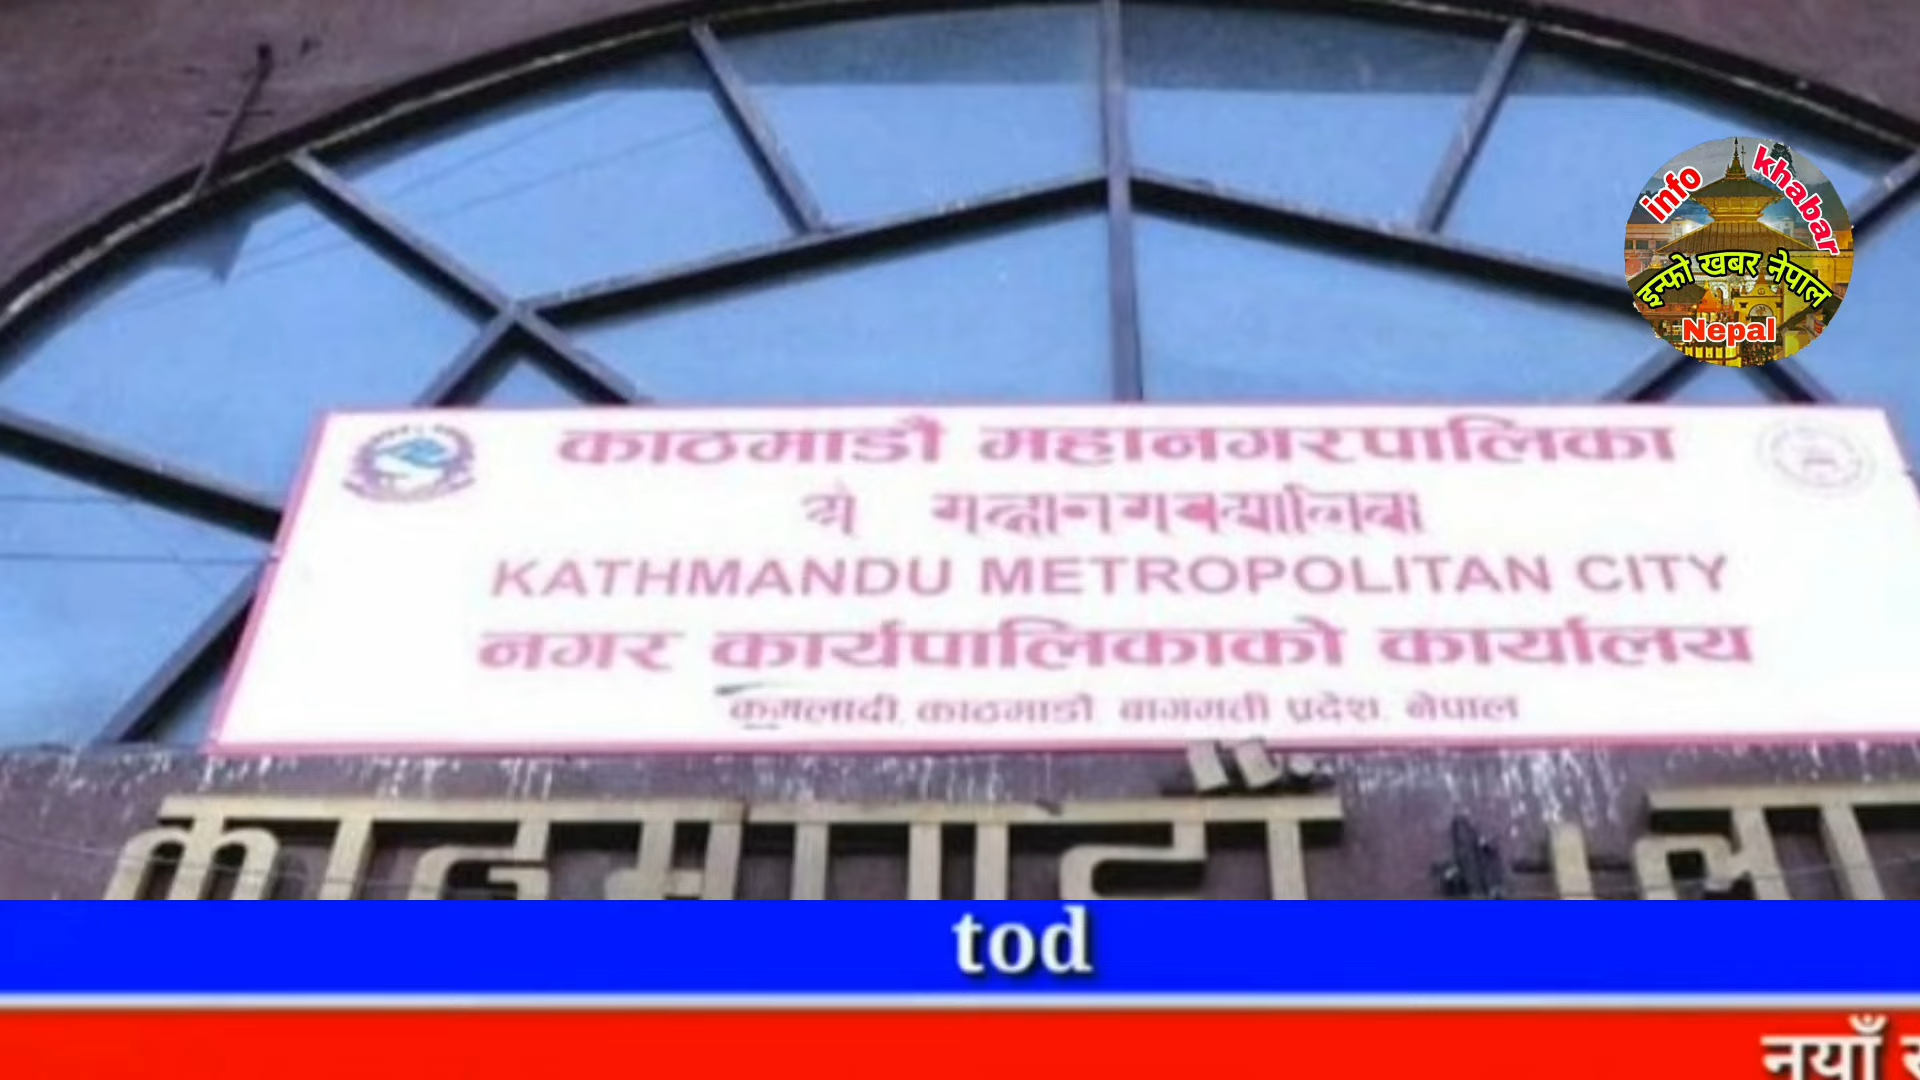 info khabar
इन्फो खबर नेपाल
Nepal
काठमाडौं महानगरपालिका
KATHMANDU METROPOLITAN CITY
नगर कार्यपालिकाको कार्यालय
कमलादी, काठमाडौं, बागमती प्रदेश, नेपाल
tod
नयाँ